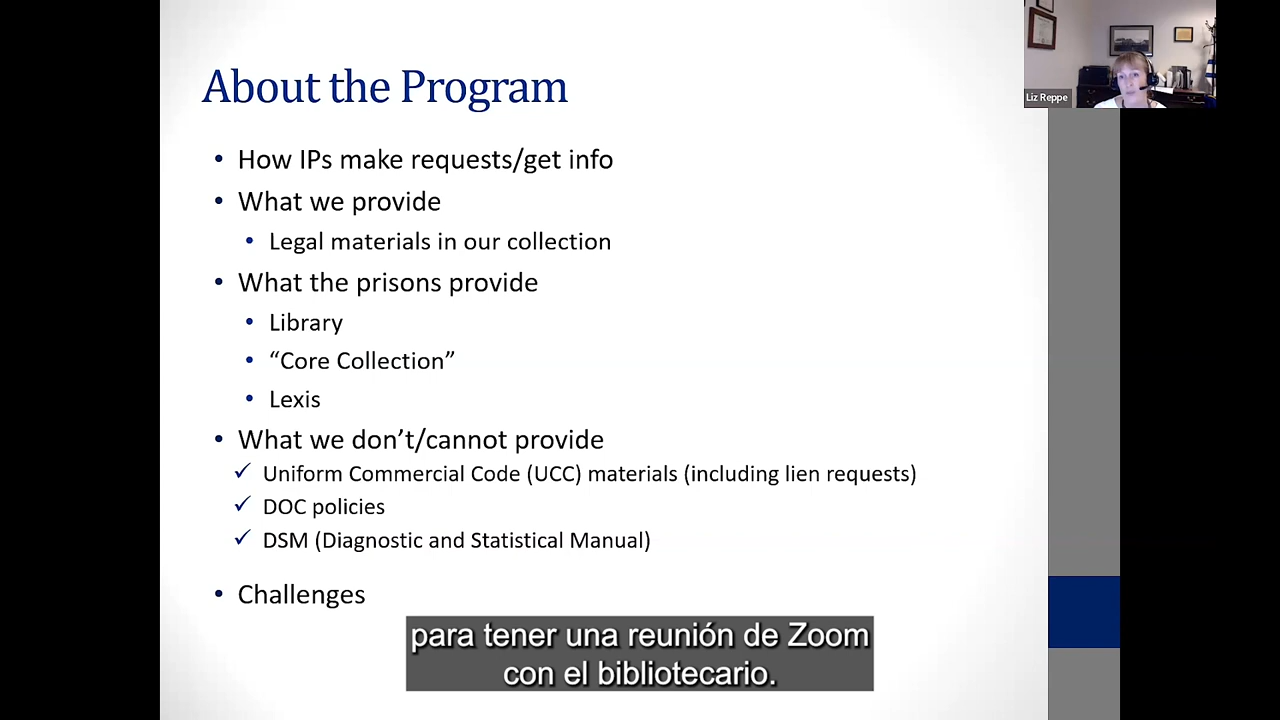 About the Program
Liz Reppe
• How IPs make requests/get info
• What we provide
• Legal materials in our collection
• What the prisons provide
• Library
• “Core Collection”
• Lexis
• What we don’t/cannot provide
✓ Uniform Commercial Code (UCC) materials (including lien requests)
✓ DOC policies
✓ DSM (Diagnostic and Statistical Manual)
• Challenges
para tener una reunión de Zoom
con el bibliotecario.